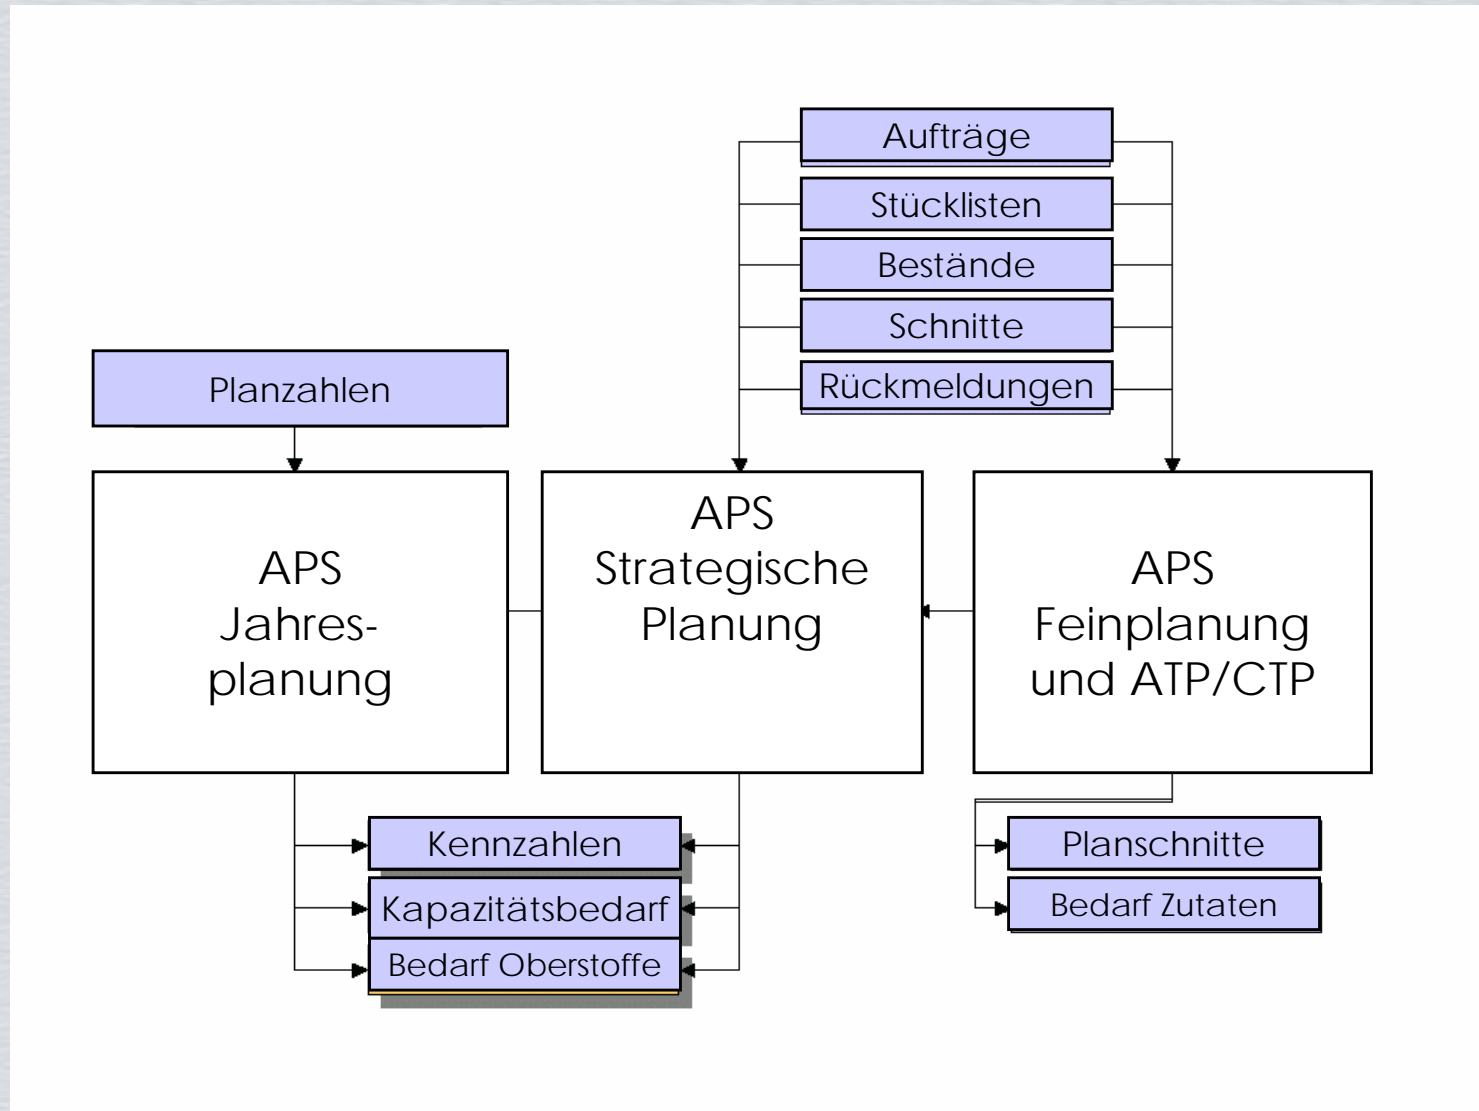 Aufträge
Stücklisten
Bestände
Schnitte
Rückmeldungen
Planzahlen
APS
Jahres-
planung
APS
Strategische
Planung
APS
Feinplanung
und ATP/CTP
Kennzahlen
Kapazitätsbedarf
Bedarf Oberstoffe
Planschnitte
Bedarf Zutaten